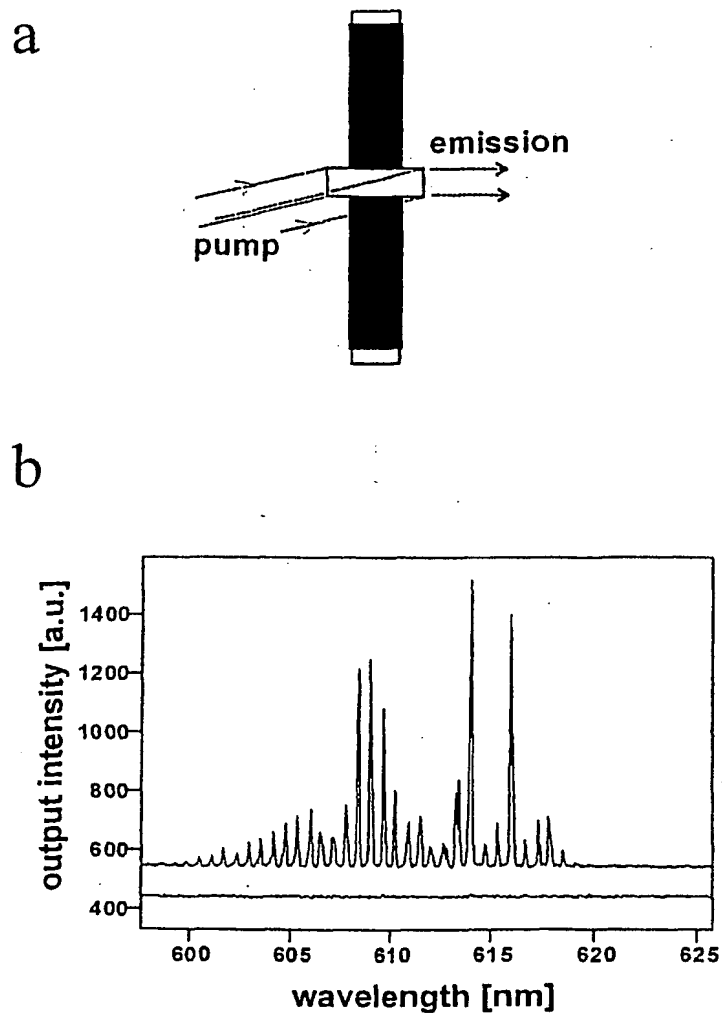 a
emission
pump
b
output intensity [a.u.]
1400
1200
1000
800
600
400
600 605 610 615 620 625
wavelength [nm]